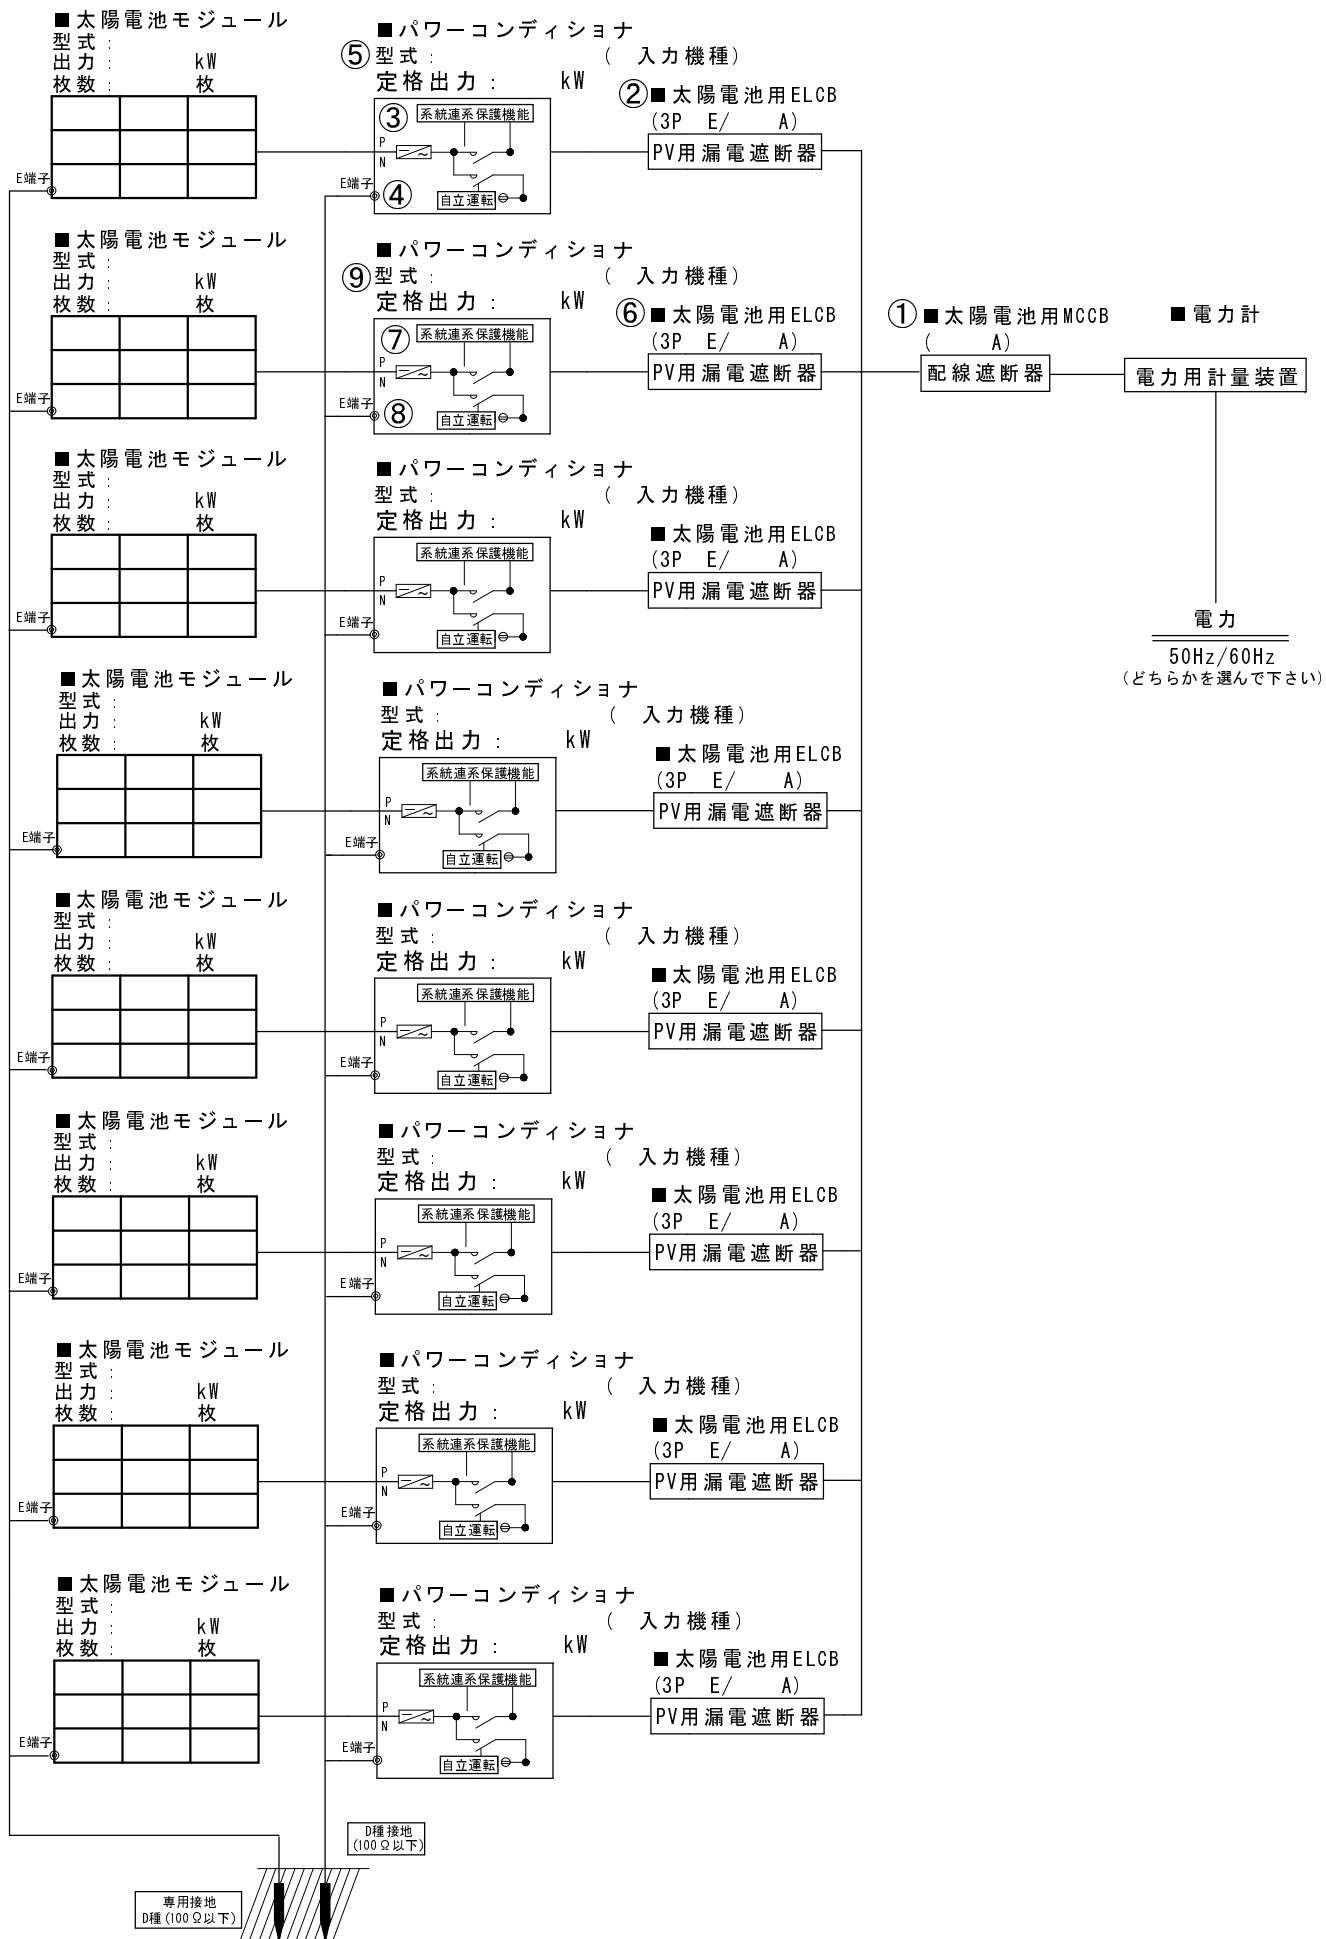 ■太陽電池モジュール
型式：
出力： kW
枚数： 枚
E端子
■パワーコンディショナ
⑤型式： （ 入力機種）
定格出力： kW
③
系統連系保護機能
P
N
E端子
④
自立運転
②■太陽電池用ELCB
(3P E/ A)
PV用漏電遮断器
■太陽電池モジュール
型式：
出力： kW
枚数： 枚
E端子
■パワーコンディショナ
⑨型式： （ 入力機種）
定格出力： kW
⑦
系統連系保護機能
P
N
E端子
⑧
自立運転
⑥■太陽電池用ELCB
(3P E/ A)
PV用漏電遮断器
①■太陽電池用MCCB
( A)
配線遮断器
■電力計
電力用計量装置
電力
50Hz/60Hz
(どちらかを選んで下さい)
■太陽電池モジュール
型式：
出力： kW
枚数： 枚
E端子
■パワーコンディショナ
型式： （ 入力機種）
定格出力： kW
系統連系保護機能
P
N
E端子
自立運転
■太陽電池用ELCB
(3P E/ A)
PV用漏電遮断器
■太陽電池モジュール
型式：
出力： kW
枚数： 枚
E端子
■パワーコンディショナ
型式： （ 入力機種）
定格出力： kW
系統連系保護機能
P
N
E端子
自立運転
■太陽電池用ELCB
(3P E/ A)
PV用漏電遮断器
■太陽電池モジュール
型式：
出力： kW
枚数： 枚
E端子
■パワーコンディショナ
型式： （ 入力機種）
定格出力： kW
系統連系保護機能
P
N
E端子
自立運転
■太陽電池用ELCB
(3P E/ A)
PV用漏電遮断器
■太陽電池モジュール
型式：
出力： kW
枚数： 枚
E端子
■パワーコンディショナ
型式： （ 入力機種）
定格出力： kW
系統連系保護機能
P
N
E端子
自立運転
■太陽電池用ELCB
(3P E/ A)
PV用漏電遮断器
■太陽電池モジュール
型式：
出力： kW
枚数： 枚
E端子
■パワーコンディショナ
型式： （ 入力機種）
定格出力： kW
系統連系保護機能
P
N
E端子
自立運転
■太陽電池用ELCB
(3P E/ A)
PV用漏電遮断器
■太陽電池モジュール
型式：
出力： kW
枚数： 枚
E端子
■パワーコンディショナ
型式： （ 入力機種）
定格出力： kW
系統連系保護機能
P
N
E端子
自立運転
■太陽電池用ELCB
(3P E/ A)
PV用漏電遮断器
D種接地
(100Ω以下)
専用接地
D種(100Ω以下)